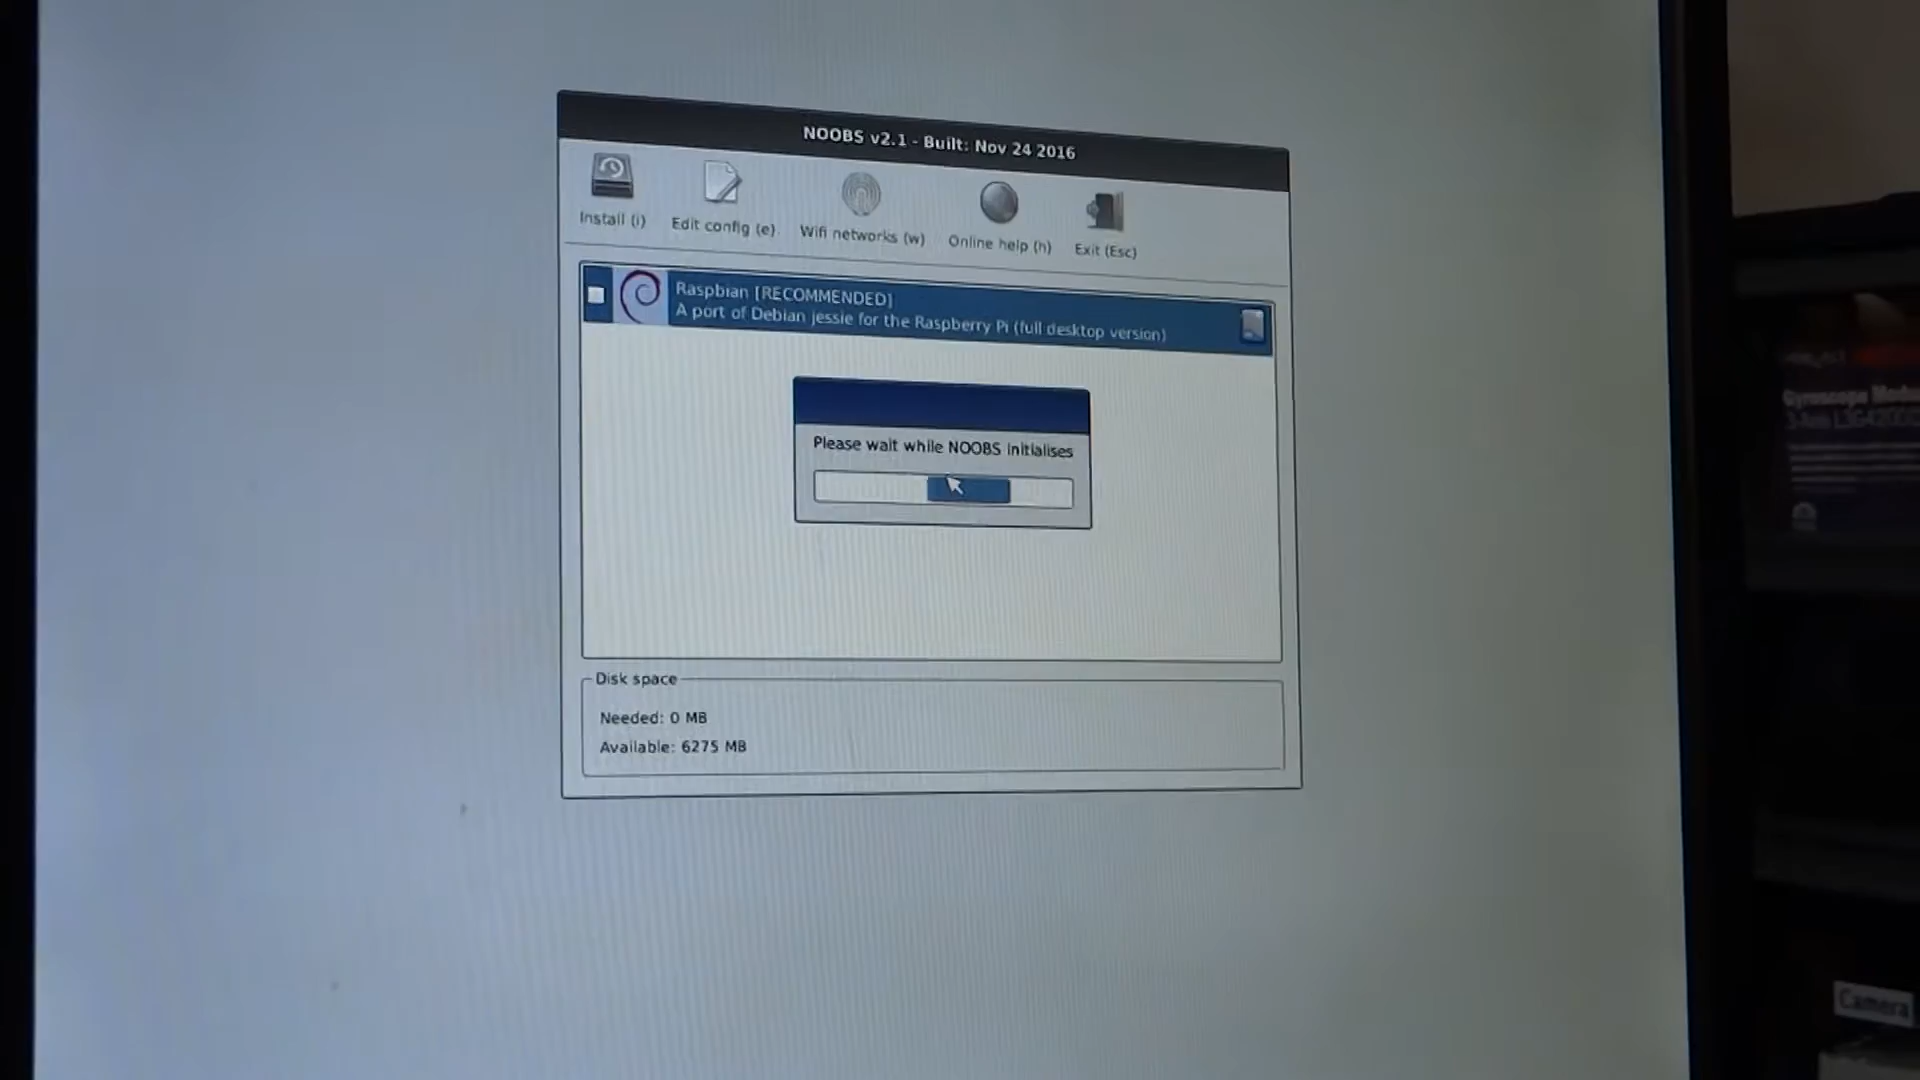 NOOBS v2.1 - Built: Nov 24 2016
Install (i)
Edit config (e)
Wifi networks (w)
Online help (h)
Exit (Esc)
Raspbian [RECOMMENDED]
A port of Debian jessie for the Raspberry Pi (full desktop version)
Please wait while NOOBS initialises
Disk space
Needed: 0 MB
Available: 6275 MB
Gyroscope
Camera